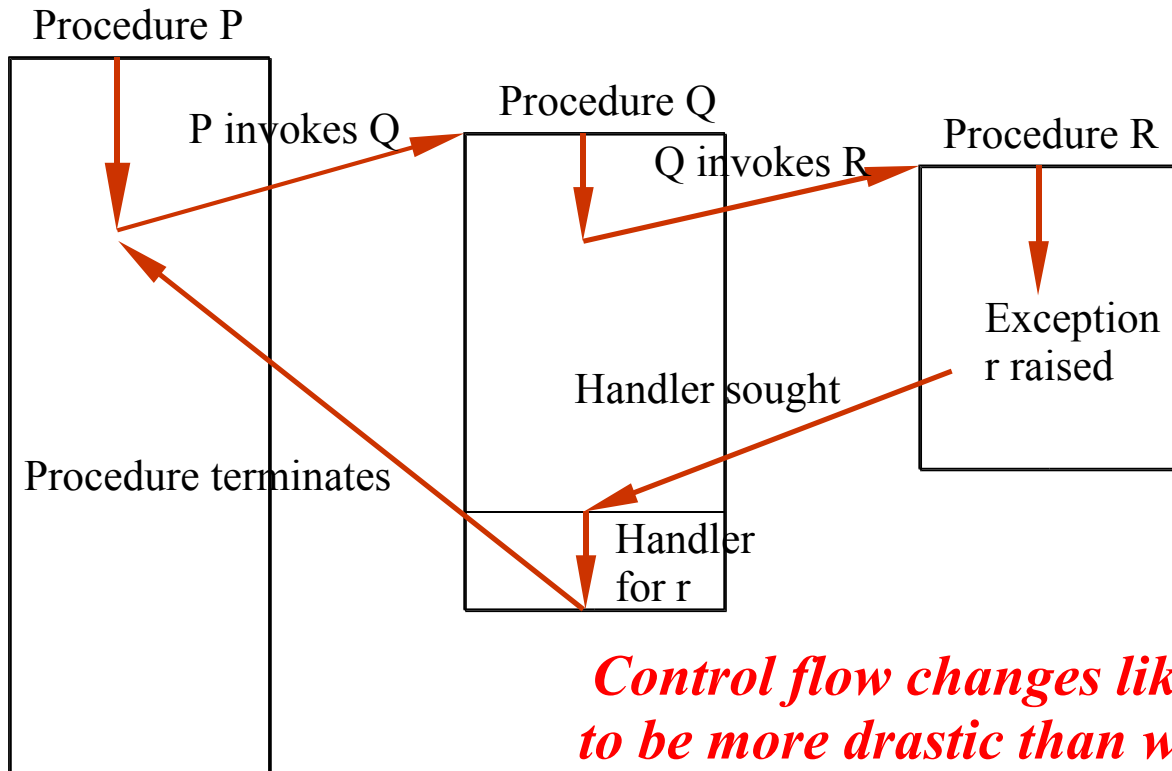 Procedure P
Procedure Q
P invokes Q
Procedure R
Q invokes R
Exception
r raised
Handler sought
Procedure terminates
Handler
for r
Control flow changes
to be more drastic than